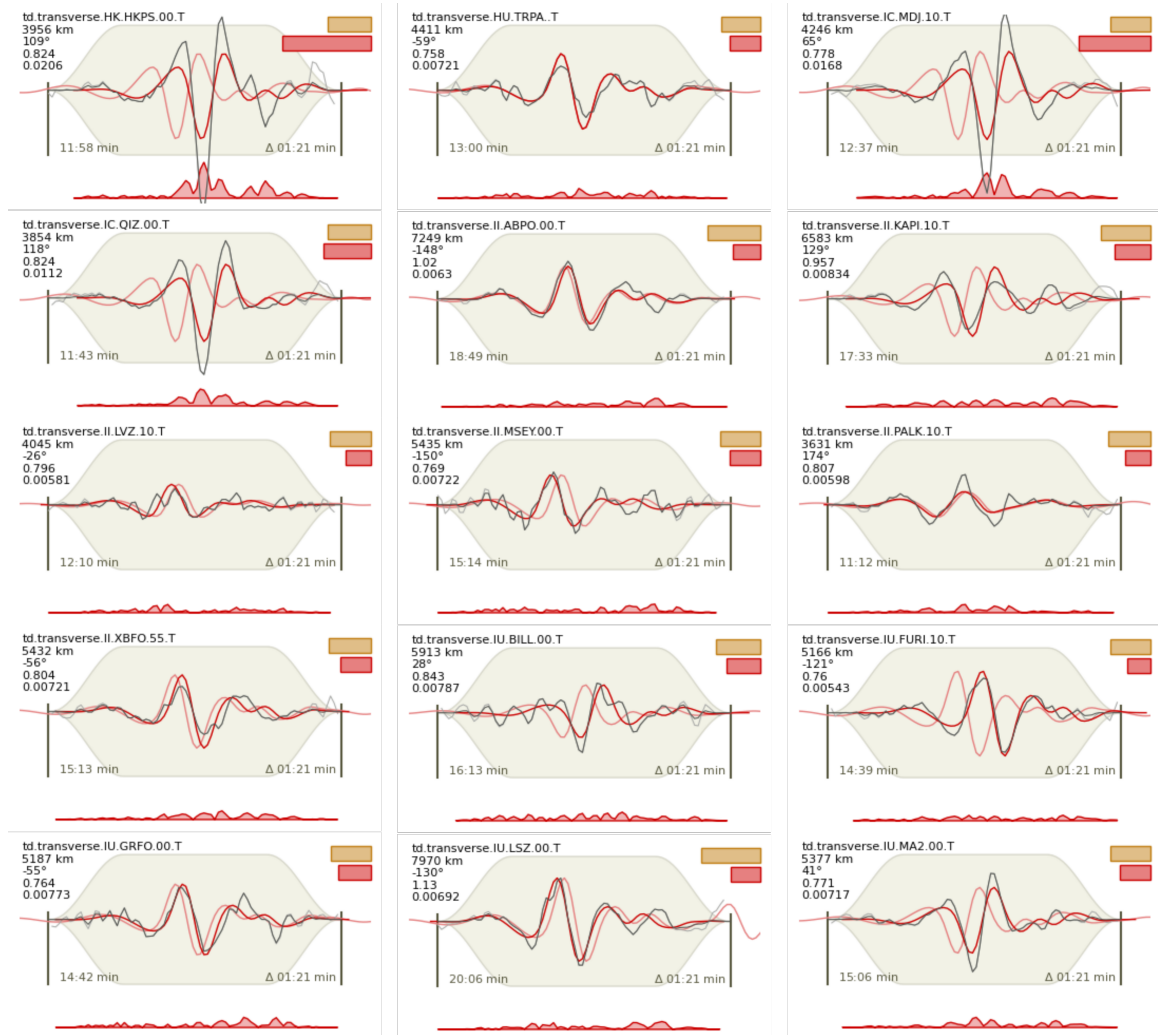 td.transverse.HK.HKPS.00.T
3956 km
109°
0.824
0.0206
11:58 min
Δ 01:21 min
td.transverse.HU.TRPA..T
4411 km
-59°
0.758
0.00721
13:00 min
Δ 01:21 min
td.transverse.IC.MDJ.10.T
4246 km
65°
0.778
0.0168
12:37 min
Δ 01:21 min
td.transverse.IC.QIZ.00.T
3854 km
118°
0.824
0.0112
11:43 min
Δ 01:21 min
td.transverse.II.ABPO.00.T
7249 km
-148°
1.02
0.0063
18:49 min
Δ 01:21 min
td.transverse.II.KAPI.10.T
6583 km
129°
0.957
0.00834
17:33 min
Δ 01:21 min
td.transverse.II.LVZ.10.T
4045 km
-26°
0.796
0.00581
12:10 min
Δ 01:21 min
td.transverse.II.MSEY.00.T
5435 km
-150°
0.769
0.00722
15:14 min
Δ 01:21 min
td.transverse.II.PALK.10.T
3631 km
174°
0.807
0.00598
11:12 min
Δ 01:21 min
td.transverse.II.XBFO.55.T
5432 km
-56°
0.804
0.00721
15:13 min
Δ 01:21 min
td.transverse.IU.BILL.00.T
5913 km
28°
0.843
0.00787
16:13 min
Δ 01:21 min
td.transverse.IU.FURI.10.T
5166 km
-121°
0.76
0.00543
14:39 min
Δ 01:21 min
td.transverse.IU.GRFO.00.T
5187 km
-55°
0.764
0.00773
14:42 min
Δ 01:21 min
td.transverse.IU.LSZ.00.T
7970 km
-130°
1.13
0.00692
20:06 min
Δ 01:21 min
td.transverse.IU.MA2.00.T
5377 km
41°
0.771
0.00717
15:06 min
Δ 01:21 min